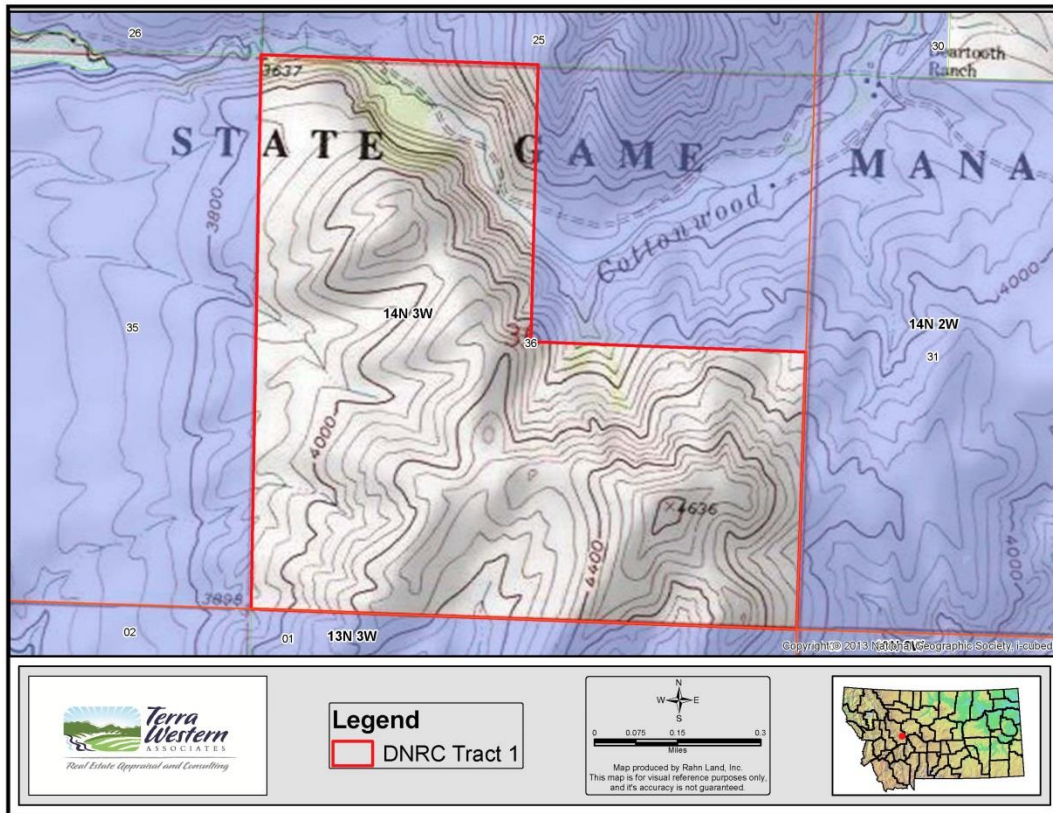 26
25
30
Beartooth
Ranch
3637
STATE GAME MANA
3800
Cottonwood
4000
14N 3W
14N 2W
35
36
31
4000
4636
4400
4000
3898
02
01
13N 3W
Copyright:© 2013 National Geographic Society, i-cubed
Terra
Western
ASSOCIATES
Real Estate Appraisal and Consulting
Legend
DNRC Tract 1
N
W E
S
0 0.075 0.15 0.3
Miles
Map produced by Rahn Land, Inc.
This map is for visual reference purposes only,
and it's accuracy is not guaranteed.